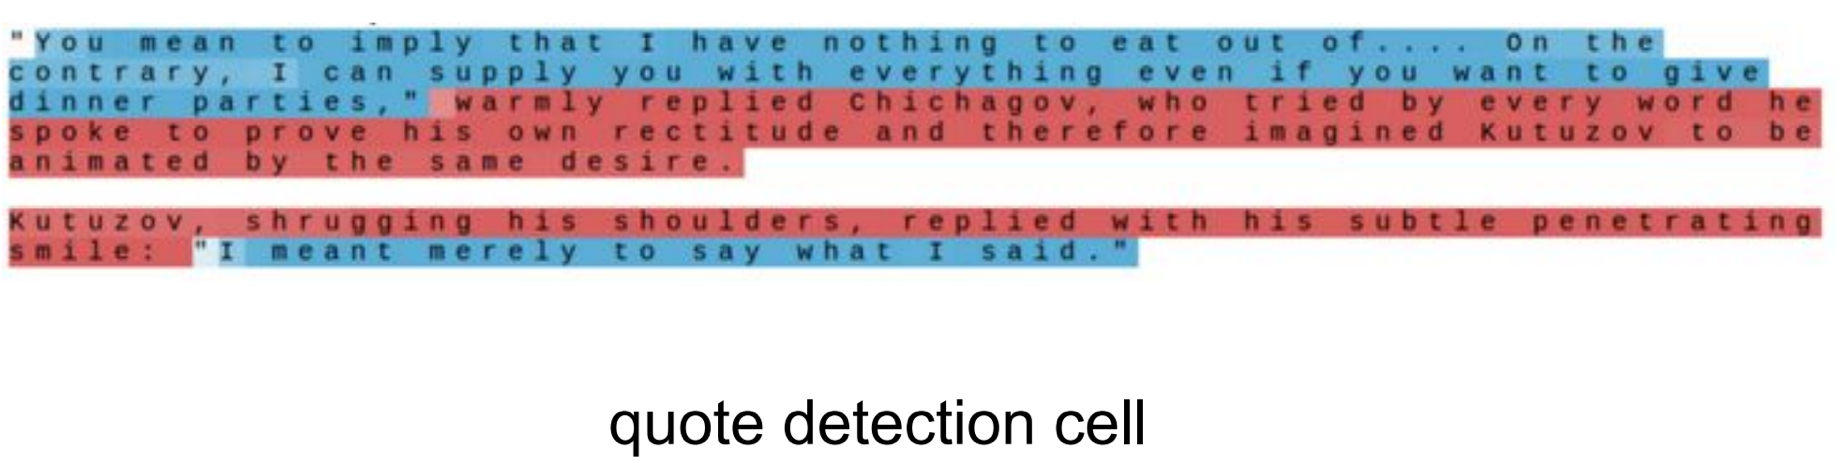 "You mean to imply that I have nothing to eat out of.... On the
contrary, I can supply you with everything even if you want to give
dinner parties," warmly replied Chichagov, who tried by every word he
spoke to prove his own rectitude and therefore imagined Kutuzov to be
animated by the same desire.
Kutuzov, shrugging his shoulders, replied with his subtle penetrating
smile: "I meant merely to say what I said."
quote detection cell